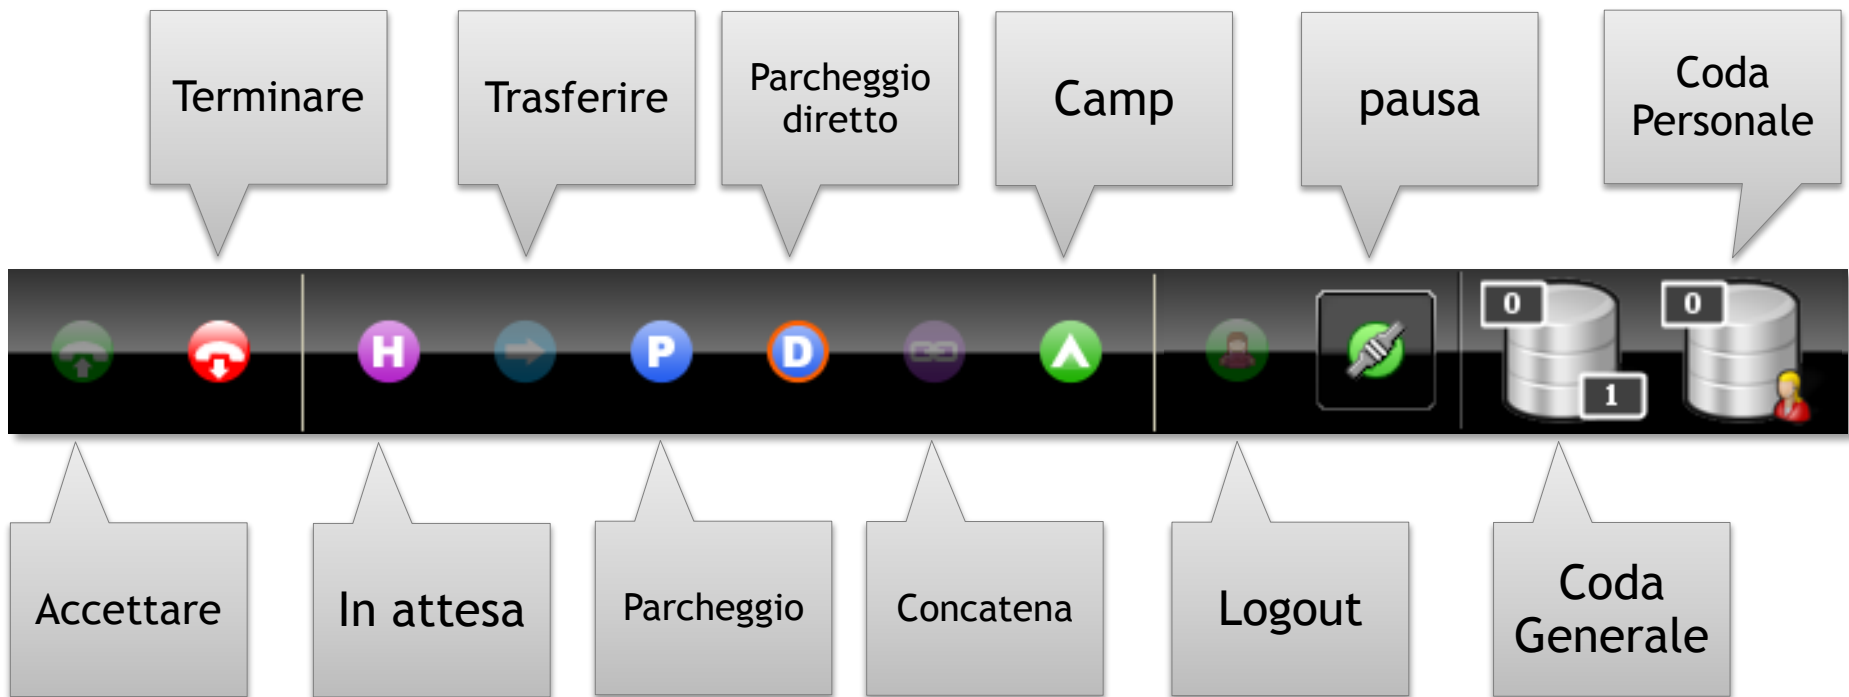 Terminare
Trasferire
Parcheggio
diretto
Camp
pausa
Coda
Personale
H
P
D
0
1
0
Accettare
In attesa
Parcheggio
Concatena
Logout
Coda
Generale